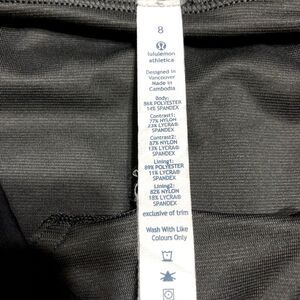 8
lululemon
athletica
Designed in
Vancouver
Made in
Cambodia
Body:
86% POLYESTER
14% SPANDEX
Contrast1:
77% NYLON
23% LYCRA®
SPANDEX
Contrast2:
87% NYLON
13% LYCRA®
SPANDEX
Lining1:
89% POLYESTER
11% LYCRA®
SPANDEX
Lining2:
82% NYLON
18% LYCRA®
SPANDEX
exclusive of trim
Wash With Like
Colours Only